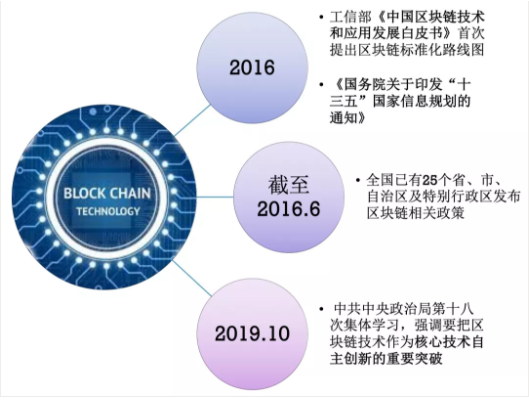 2016
• 工信部《中国区块链技术
和应用发展白皮书》首次
提出区块链标准化路线图
• 《国务院关于印发“十
三五”国家信息规划的
通知》
BLOCK CHAIN
TECHNOLOGY
截至
2016.6
• 全国已有25个省、市、
自治区及特别行政区发布
区块链相关政策
2019.10
• 中共中央政治局第十八
次集体学习，强调要把区
块链技术作为核心技术自
主创新的重要突破